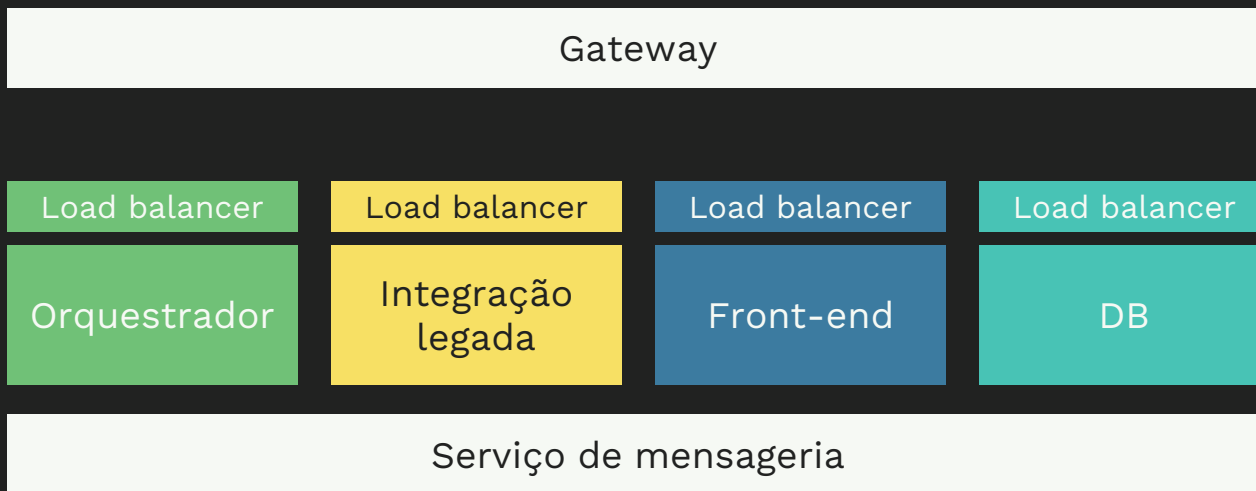 Gateway
Load balancer
Load balancer
Load balancer
Load balancer
Orquestrador
Integração
legada
Front-end
DB
Serviço de mensageria